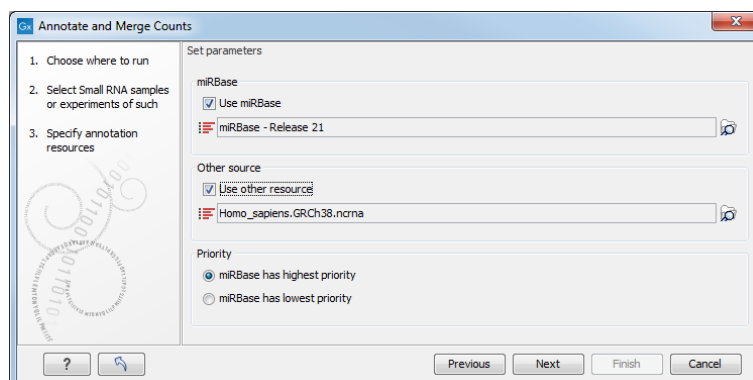 Gx Annotate and Merge Counts
1. Choose where to run
2. Select Small RNA samples
or experiments of such
3. Specify annotation
resources
Set parameters
miRBase
Use miRBase
miRBase - Release 21
Other source
Use other resource
Homo_sapiens.GRCh38.ncrna
Priority
miRBase has highest priority
miRBase has lowest priority
? Previous Next Finish Cancel